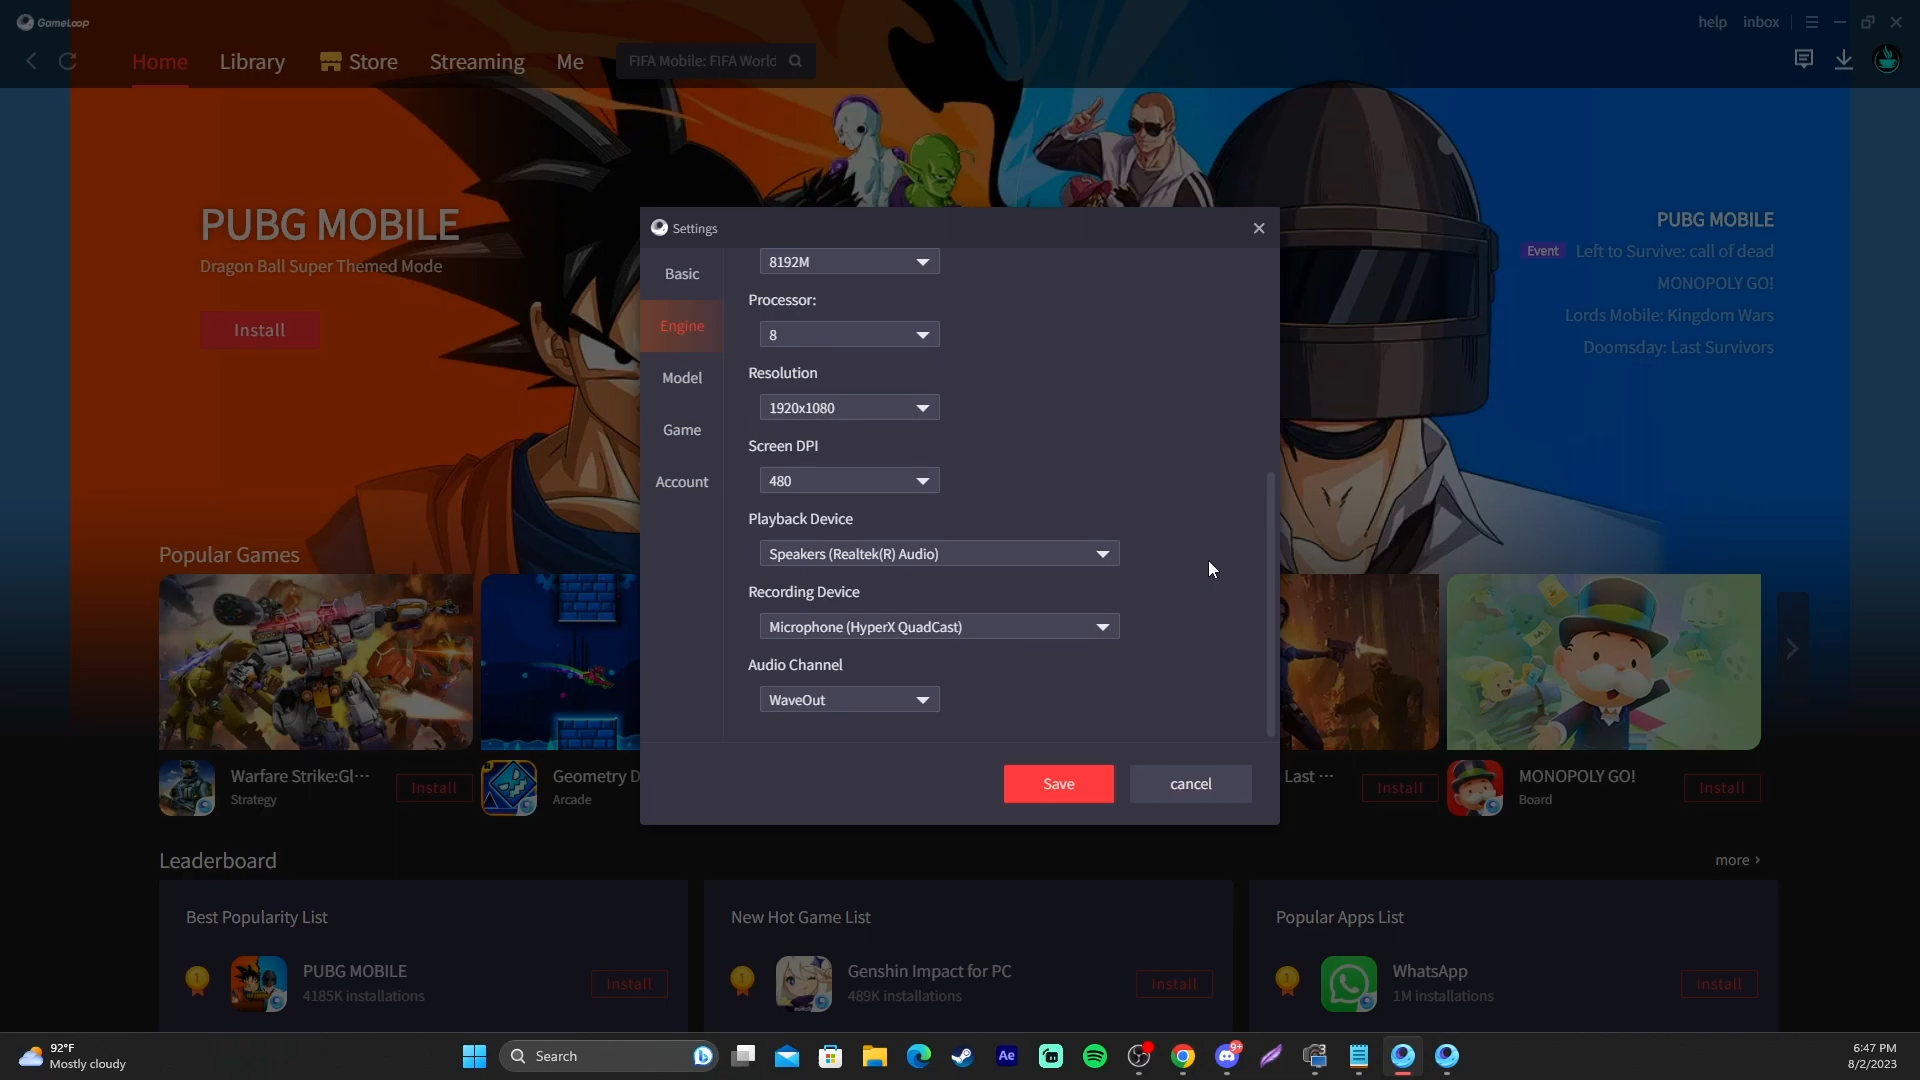 GameLoop
help
inbox
Home
Library
Store
Streaming
Me
FIFA Mobile: FIFA World
PUBG MOBILE
Dragon Ball Super Themed Mode
Install
PUBG MOBILE
Event Left to Survive: call of dead
MONOPOLY GO!
Lords Mobile: Kingdom Wars
Doomsday: Last Survivors
Settings
Basic
Engine
Model
Game
Account
8192M
Processor:
8
Resolution
1920x1080
Screen DPI
480
Playback Device
Speakers (Realtek(R) Audio)
Recording Device
Microphone (HyperX QuadCast)
Audio Channel
WaveOut
Save
cancel
Popular Games
Warfare Strike:Gl···
Strategy
Install
Geometry D
Arcade
Last ···
Install
MONOPOLY GO!
Board
Install
Leaderboard
more ›
Best Popularity List
1
PUBG MOBILE
4185K installations
Install
New Hot Game List
1
Genshin Impact for PC
489K installations
Install
Popular Apps List
1
WhatsApp
1M installations
Install
92°F
Mostly cloudy
Search
Ae
9+
6:47 PM
8/2/2023